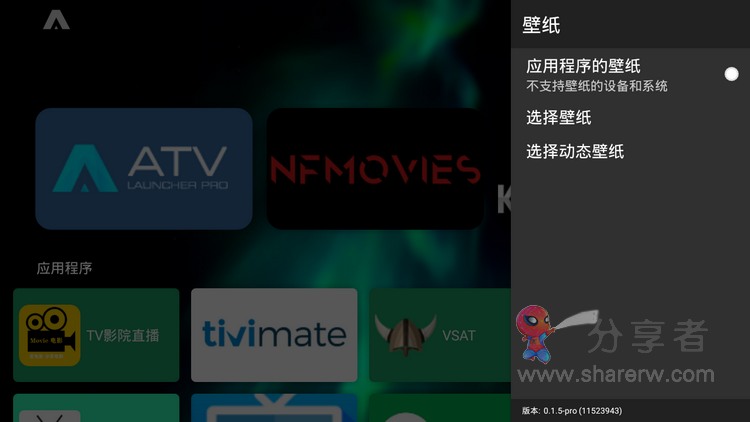 壁纸
应用程序的壁纸
不支持壁纸的设备和系统
选择壁纸
选择动态壁纸
ATV
LAUNCHER PRO
NFMOVIES
K
应用程序
Movie 电影
TV影院直播
tivimate
VSAT
分享者
www.sharerw.com
版本: 0.1.5-pro (11523943)